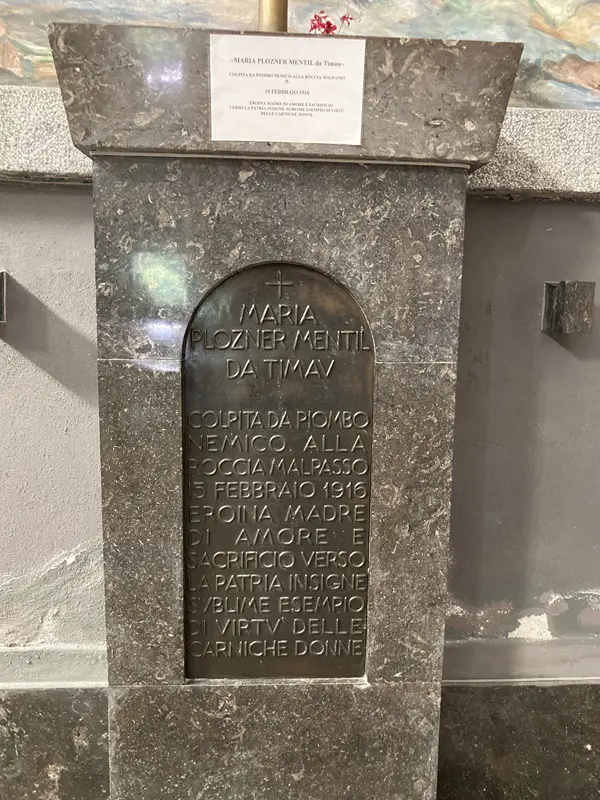 ~MARIA PLOZNER MENTIL da Timau~
COLPITA DA PIOMBO NEMICO ALLA ROCCIA MALPASSO
IL
15 FEBBRAIO 1916
EROINA MADRE DI AMORE E SACRIFICIO
VERSO LA PATRIA INSIGNE, SUBLIME ESEMPIO DI VIRTÙ
DELLE CARNICHE DONNE.
MARIA
PLOZNER MENTIL
DA TIMAV
COLPITA DA PIOMBO
NEMICO. ALLA
ROCCIA MALPASSO
15 FEBBRAIO 1916
EROINA MADRE
DI AMORE E
SACRIFICIO VERSO
LA PATRIA INSIGNE
SVBLIME ESEMPIO
DI VIRTV' DELLE
CARNICHE DONNE